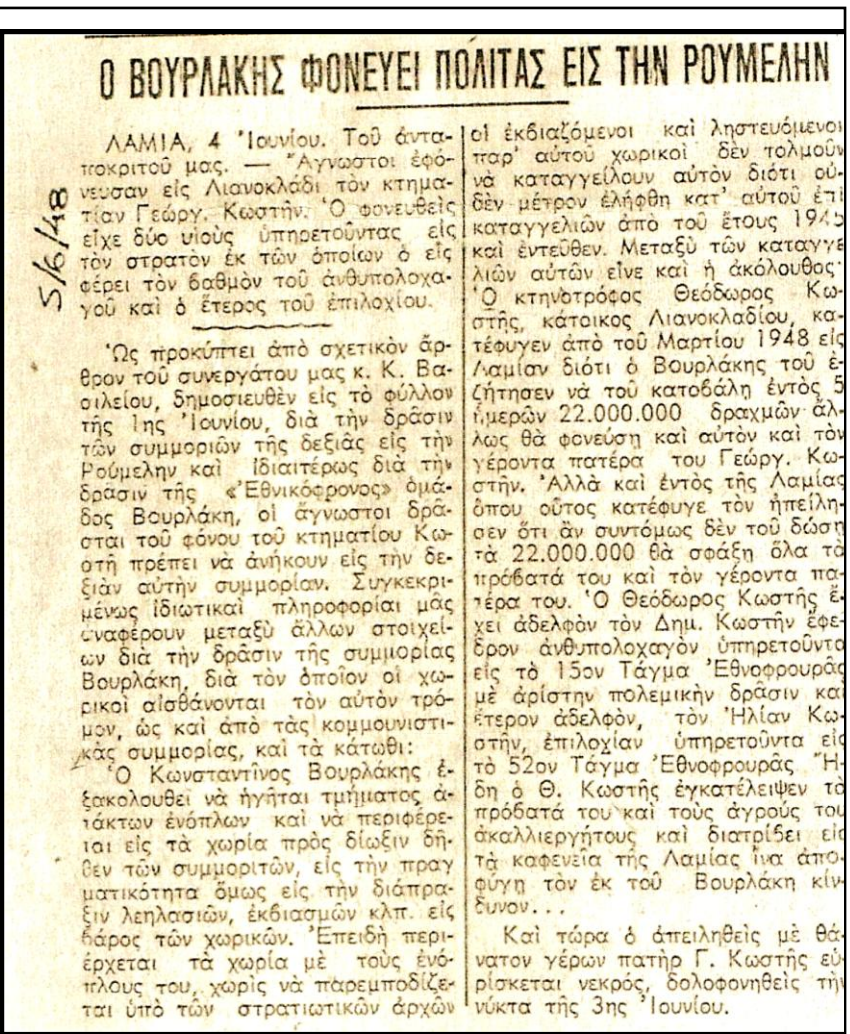 Ο ΒΟΥΡΛΑΚΗΣ ΦΟΝΕΥΕΙ ΠΟΛΙΤΑΣ ΕΙΣ ΤΗΝ ΡΟΥΜΕΛΗΝ
5/6/48
ΛΑΜΙΑ, 4 Ἰουνίου. Τοῦ ἀντα-
ποκριτοῦ μας. — Ἄγνωστοι ἐφό-
νευσαν εἰς Λιανοκλάδι τὸν κτημα-
τίαν Γεώργ. Κωστῆν. Ὁ φονευθεὶς
εἶχε δύο υἱοὺς ὑπηρετοῦντας εἰς
τὸν στρατὸν ἐκ τῶν ὁποίων ὁ εἷς
φέρει τὸν βαθμὸν τοῦ ἀνθυπολοχα-
γοῦ καὶ ὁ ἕτερος τοῦ ἐπιλοχίου.
Ὡς προκύπτει ἀπὸ σχετικὸν ἄρ-
θρον τοῦ συνεργάτου μας κ. Κ. Βα-
σιλείου, δημοσιευθὲν εἰς τὸ φύλλον
τῆς 1ης Ἰουνίου, διὰ τὴν δρᾶσιν
τῶν συμμοριῶν τῆς δεξιᾶς εἰς τὴν
Ρούμελην καὶ ἰδιαιτέρως διὰ τὴν
δρᾶσιν τῆς «Ἐθνικόφρονος» ὁμά-
δος Βουρλάκη, οἱ ἄγνωστοι δρᾶ-
σται τοῦ φόνου τοῦ κτηματίου Κω-
στῆ πρέπει νὰ ἀνήκουν εἰς τὴν δε-
ξιὰν αὐτὴν συμμορίαν. Συγκεκρι-
μένως ἰδιωτικαὶ πληροφορίαι μᾶς
ἀναφέρουν μεταξὺ ἄλλων στοιχεί-
ων διὰ τὴν δρᾶσιν τῆς συμμορίας
Βουρλάκη, διὰ τὸν ὁποῖον οἱ χω-
ρικοὶ αἰσθάνονται τὸν αὐτὸν τρό-
μον, ὡς καὶ ἀπὸ τὰς κομμουνιστι-
κὰς συμμορίας, καὶ τὰ κάτωθι:
Ὁ Κωνσταντῖνος Βουρλάκης ἐ-
ξακολουθεῖ νὰ ἡγῆται τμήματος ἀ-
τάκτων ἐνόπλων καὶ νὰ περιφέρε-
ται εἰς τὰ χωρία πρὸς δίωξιν δῆ-
θεν τῶν συμμοριτῶν, εἰς τὴν πραγ
ματικότητα ὅμως εἰς τὴν διάπρα-
ξιν λεηλασιῶν, ἐκβιασμῶν κλπ. εἰς
βάρος τῶν χωρικῶν. Ἐπειδὴ περι-
έρχεται τὰ χωρία μὲ τοὺς ἐνό-
πλους του, χωρὶς νὰ παρεμποδίζε-
ται ὑπὸ τῶν στρατιωτικῶν ἀρχῶν
οἱ ἐκβιαζόμενοι καὶ ληστευόμενοι
παρ' αὐτοῦ χωρικοὶ δὲν τολμοῦν
νὰ καταγγείλουν αὐτὸν διότι οὐ-
δὲν μέτρον ἐλήφθη κατ' αὐτοῦ ἐπὶ
καταγγελιῶν ἀπὸ τοῦ ἔτους 1945
καὶ ἐντεῦθεν. Μεταξὺ τῶν καταγγε
λιῶν αὐτῶν εἶνε καὶ ἡ ἀκόλουθος·
Ὁ κτηνοτρόφος Θεόδωρος Κω-
στῆς, κάτοικος Λιανοκλαδίου, κα-
τέφυγεν ἀπὸ τοῦ Μαρτίου 1948 εἰς
Λαμίαν διότι ὁ Βουρλάκης τοῦ ἐ-
ζήτησεν νὰ τοῦ καταβάλη ἐντὸς 5
ἡμερῶν 22.000.000 δραχμῶν ἄλ-
λως θὰ φονεύση καὶ αὐτὸν καὶ τὸν
γέροντα πατέρα του Γεώργ. Κω-
στῆν. Ἀλλὰ καὶ ἐντὸς τῆς Λαμίας
ὅπου οὗτος κατέφυγε τὸν ἠπείλη-
σεν ὅτι ἂν συντόμως δὲν τοῦ δώση
τὰ 22.000.000 θὰ σφάξη ὅλα τὰ
πρόβατά του καὶ τὸν γέροντα πα-
τέρα του. Ὁ Θεόδωρος Κωστῆς ἔ-
χει ἀδελφὸν τὸν Δημ. Κωστῆν ἔφε-
δρον ἀνθυπολοχαγὸν ὑπηρετοῦντα
εἰς τὸ 15ον Τάγμα Ἐθνοφρουρᾶς
μὲ ἀρίστην πολεμικὴν δρᾶσιν καὶ
ἕτερον ἀδελφὸν, τὸν Ἠλίαν Κω-
στῆν, ἐπιλοχίαν ὑπηρετοῦντα εἰς
τὸ 52ον Τάγμα Ἐθνοφρουρᾶς Ἤ-
δη ὁ Θ. Κωστῆς ἐγκατέλειψεν τὰ
πρόβατά του καὶ τοὺς ἀγρούς του
ἀκαλλιεργήτους καὶ διατρίβει εἰς
τὰ καφενεῖα τῆς Λαμίας ἵνα ἀπο-
φύγη τὸν ἐκ τοῦ Βουρλάκη κίν-
δυνον...
Καὶ τώρα ὁ ἀπειληθεὶς μὲ θά-
νατον γέρων πατὴρ Γ. Κωστῆς εὑ-
ρίσκεται νεκρός, δολοφονηθεὶς τὴν
νύκτα τῆς 3ης Ἰουνίου.